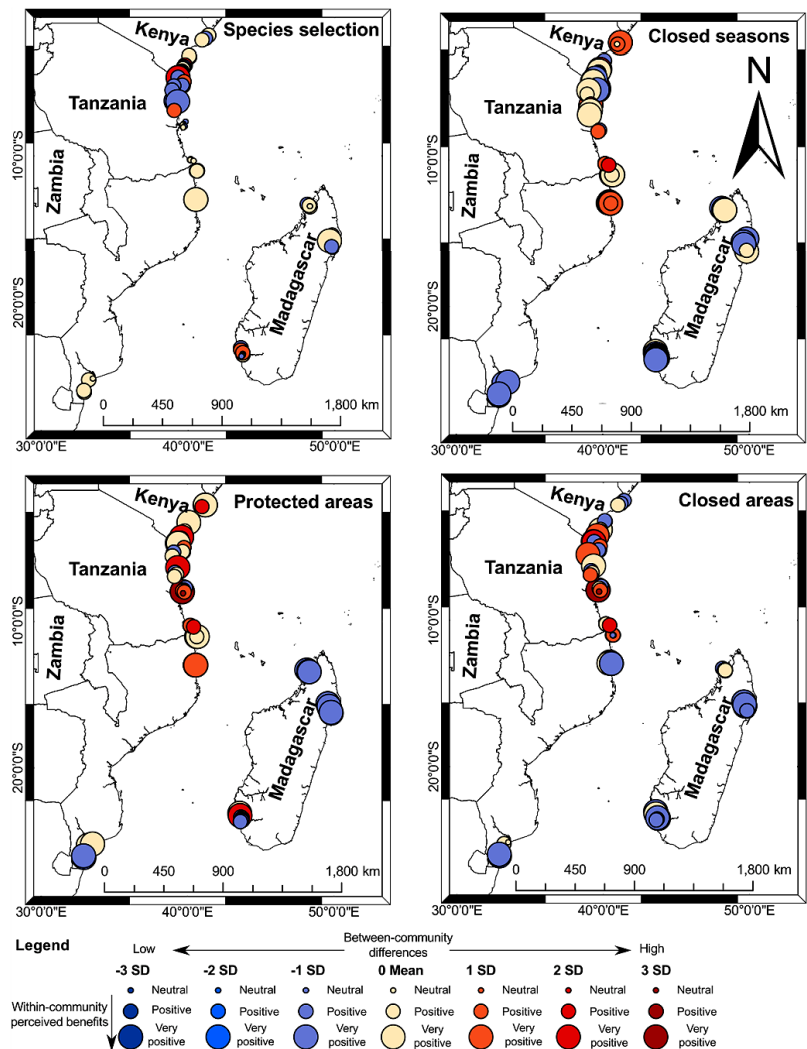 Species selection
Kenya
Tanzania
Zambia
Madagascar
10°0'0"S
20°0'0"S
0 450 900 1,800 km
30°0'0"E 40°0'0"E 50°0'0"E
Closed seasons
N
Kenya
Tanzania
Zambia
Madagascar
10°0'0"S
20°0'0"S
0 450 900 1,800 km
30°0'0"E 40°0'0"E 50°0'0"E
Protected areas
Kenya
Tanzania
Zambia
Madagascar
10°0'0"S
20°0'0"S
0 450 900 1,800 km
30°0'0"E 40°0'0"E 50°0'0"E
Closed areas
Kenya
Tanzania
Zambia
Madagascar
10°0'0"S
20°0'0"S
0 450 900 1,800 km
30°0'0"E 40°0'0"E 50°0'0"E
Legend
Low Between-community differences High
-3 SD -2 SD -1 SD 0 Mean 1 SD 2 SD 3 SD
Within-community perceived benefits
Neutral Neutral Neutral Neutral Neutral Neutral Neutral
Positive Positive Positive Positive Positive Positive Positive
Very positive Very positive Very positive Very positive Very positive Very positive Very positive